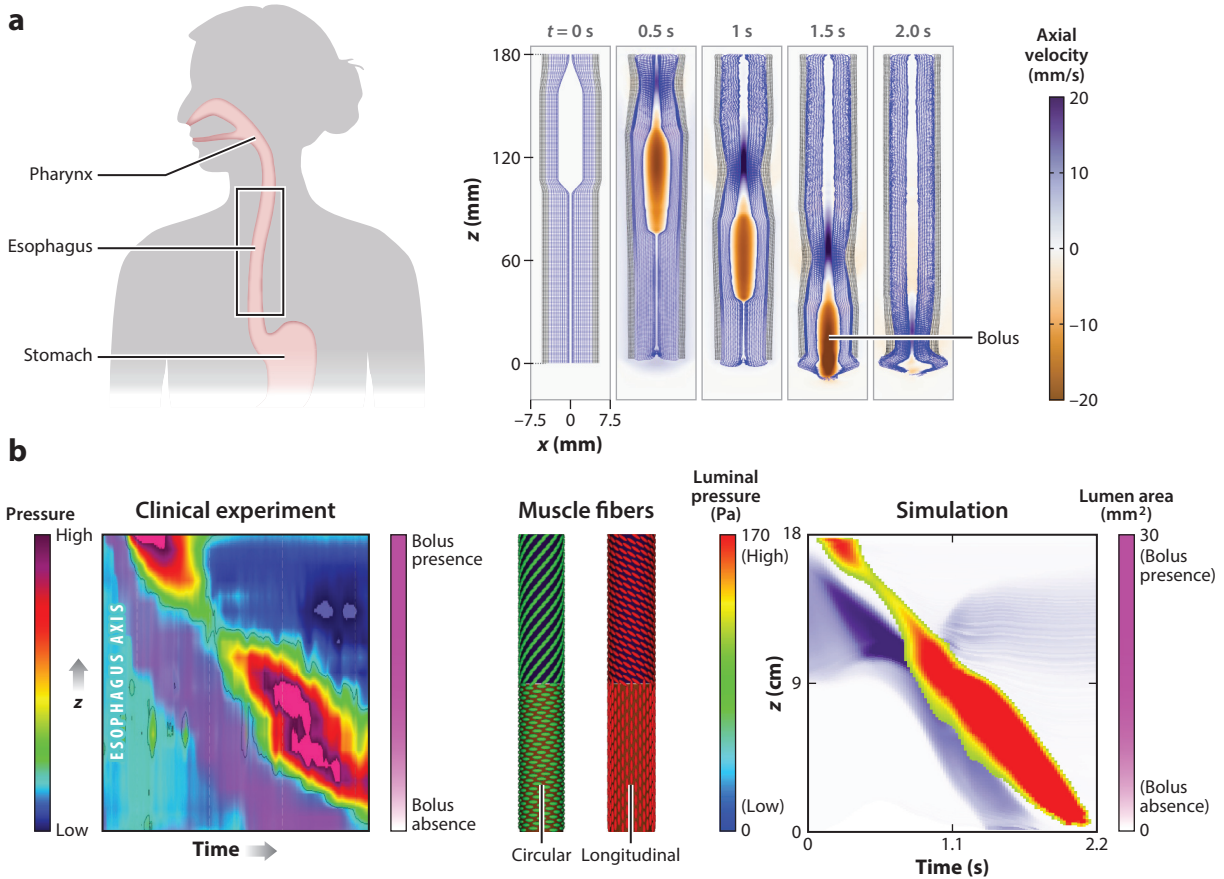 a
Pharynx
Esophagus
Stomach
t = 0 s
0.5 s
1 s
1.5 s
2.0 s
180
120
60
0
z (mm)
−7.5
0
7.5
x (mm)
Bolus
Axial
velocity
(mm/s)
20
10
0
−10
−20
b
Pressure
High
Low
Clinical experiment
ESOPHAGUS AXIS
z
Time
Bolus
presence
Bolus
absence
Muscle fibers
Circular
Longitudinal
Luminal
pressure
(Pa)
170
(High)
(Low)
0
Simulation
18
9
0
z (cm)
0
1.1
2.2
Time (s)
Lumen area
(mm²)
30
(Bolus
presence)
(Bolus
absence)
0